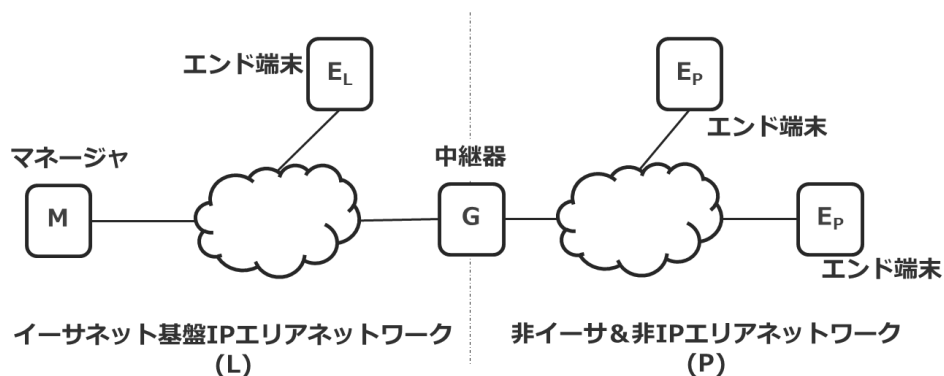 エンド端末
E_L
E_P
エンド端末
マネージャ
M
中継器
G
E_P
エンド端末
イーサネット基盤IPエリアネットワーク
(L)
非イーサ&非IPエリアネットワーク
(P)